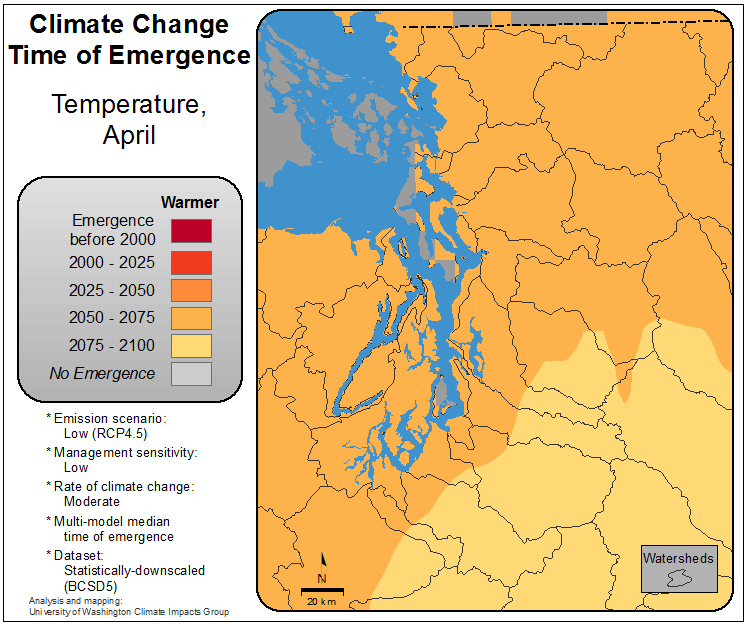 Climate Change
Time of Emergence
Temperature,
April
Warmer
Emergence
before 2000
2000 - 2025
2025 - 2050
2050 - 2075
2075 - 2100
No Emergence
* Emission scenario:
Low (RCP4.5)
* Management sensitivity:
Low
* Rate of climate change:
Moderate
* Multi-model median
time of emergence
* Dataset:
Statistically-downscaled
(BCSD5)
Analysis and mapping:
University of Washington Climate Impacts Group
N
20 km
Watersheds